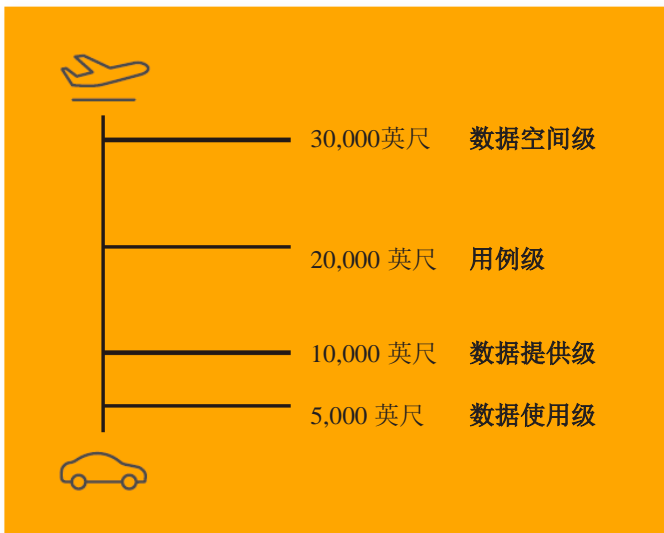 30,000英尺 数据空间级
20,000 英尺 用例级
10,000 英尺 数据提供级
5,000 英尺 数据使用级